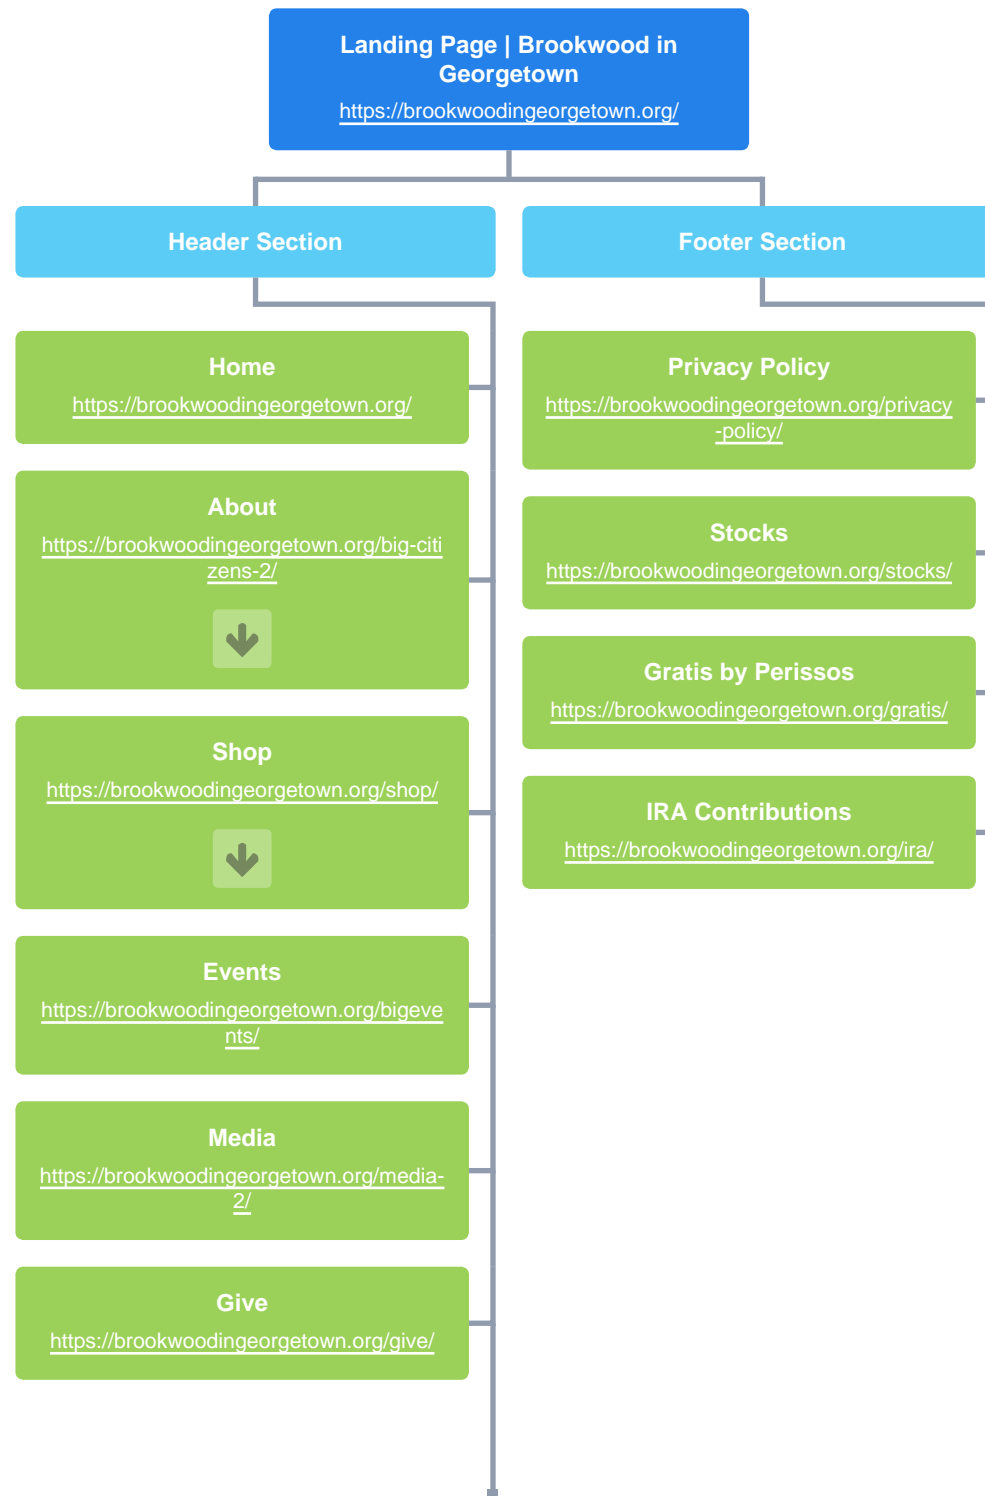 Landing Page | Brookwood in
Georgetown
https://brookwoodingeorgetown.org/
Header Section
Home
https://brookwoodingeorgetown.org/
About
https://brookwoodingeorgetown.org/big-citi
zens-2/
Shop
https://brookwoodingeorgetown.org/shop/
Events
https://brookwoodingeorgetown.org/bigeve
nts/
Media
https://brookwoodingeorgetown.org/media-
2/
Give
https://brookwoodingeorgetown.org/give/
Footer Section
Privacy Policy
https://brookwoodingeorgetown.org/privacy
-policy/
Stocks
https://brookwoodingeorgetown.org/stocks/
Gratis by Perissos
https://brookwoodingeorgetown.org/gratis/
IRA Contributions
https://brookwoodingeorgetown.org/ira/